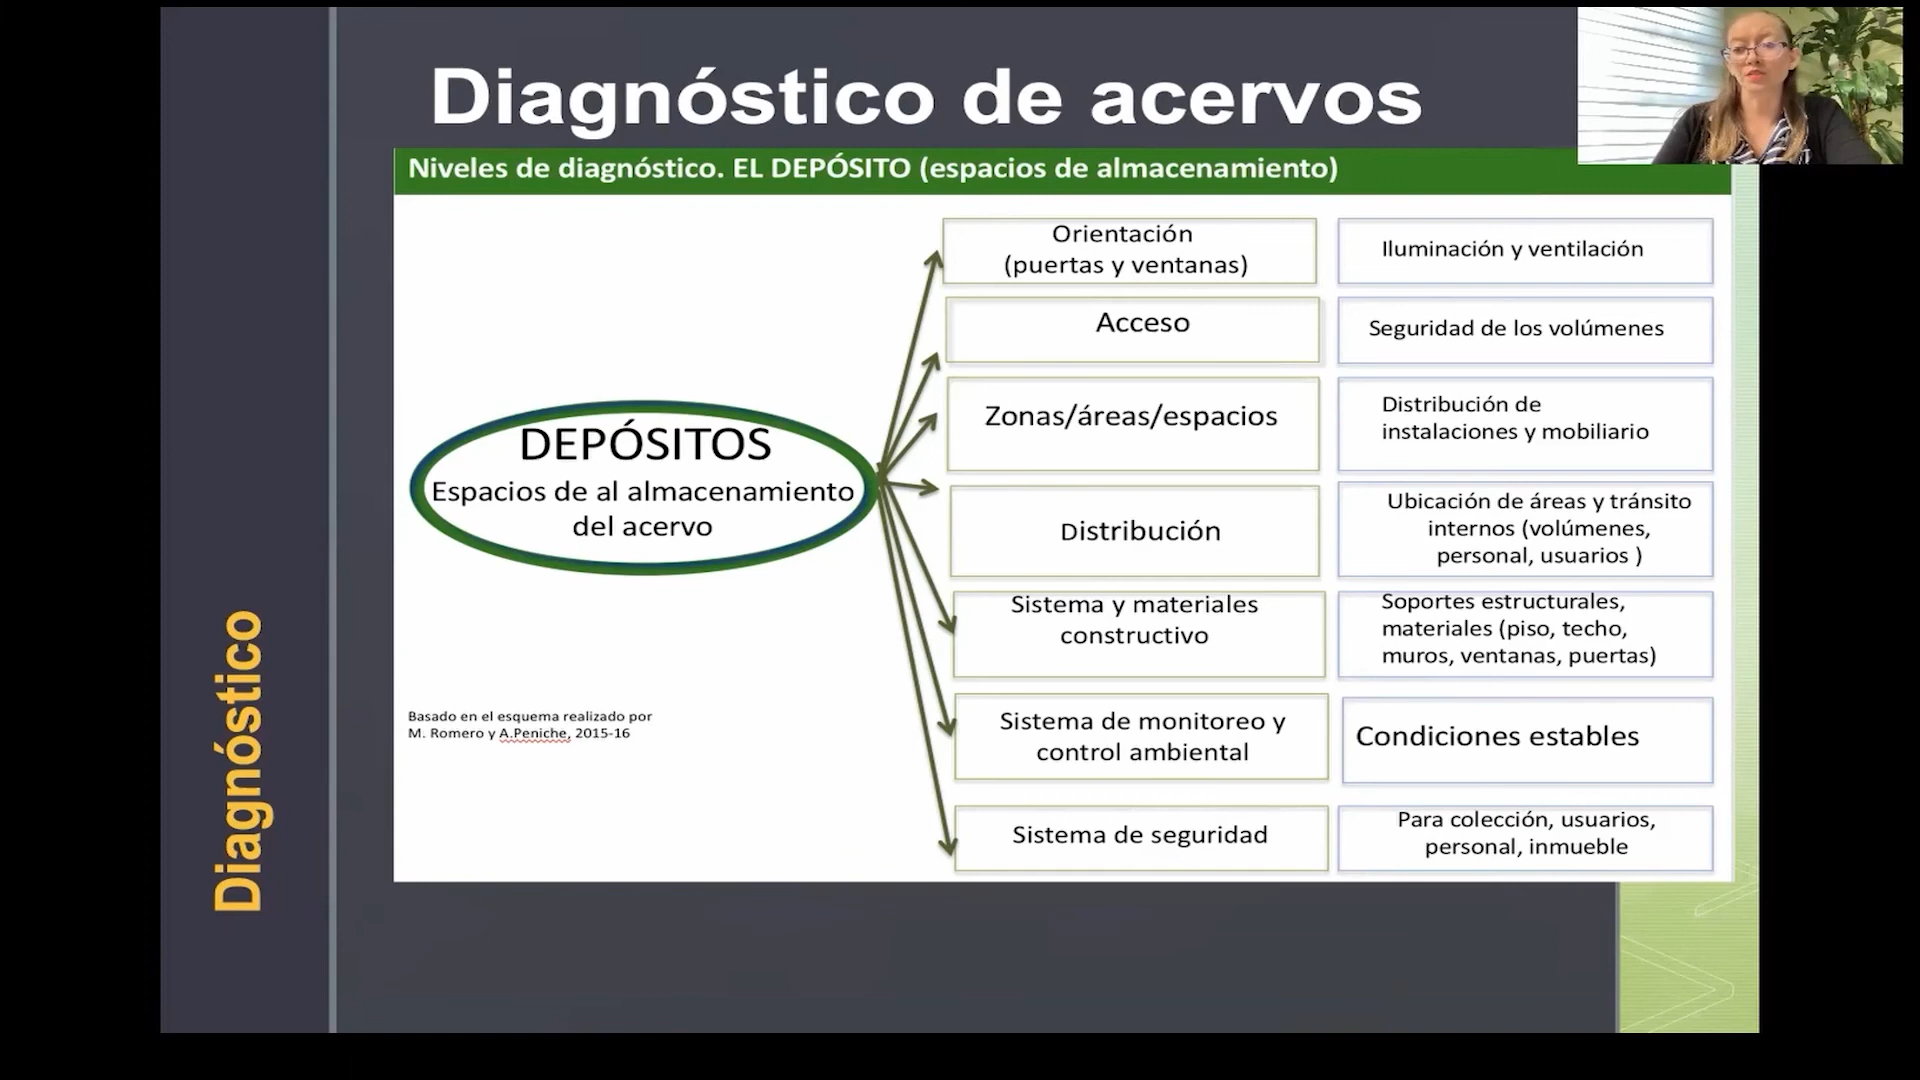 Diagnóstico de acervos
Niveles de diagnóstico. EL DEPÓSITO (espacios de almacenamiento)
Diagnóstico
DEPÓSITOS
Espacios de al almacenamiento
del acervo
Orientación
(puertas y ventanas)
Iluminación y ventilación
Acceso
Seguridad de los volúmenes
Zonas/áreas/espacios
Distribución de
instalaciones y mobiliario
Distribución
Ubicación de áreas y tránsito
internos (volúmenes,
personal, usuarios )
Sistema y materiales
constructivo
Soportes estructurales,
materiales (piso, techo,
muros, ventanas, puertas)
Sistema de monitoreo y
control ambiental
Condiciones estables
Sistema de seguridad
Para colección, usuarios,
personal, inmueble
Basado en el esquema realizado por
M. Romero y A.Peniche, 2015-16